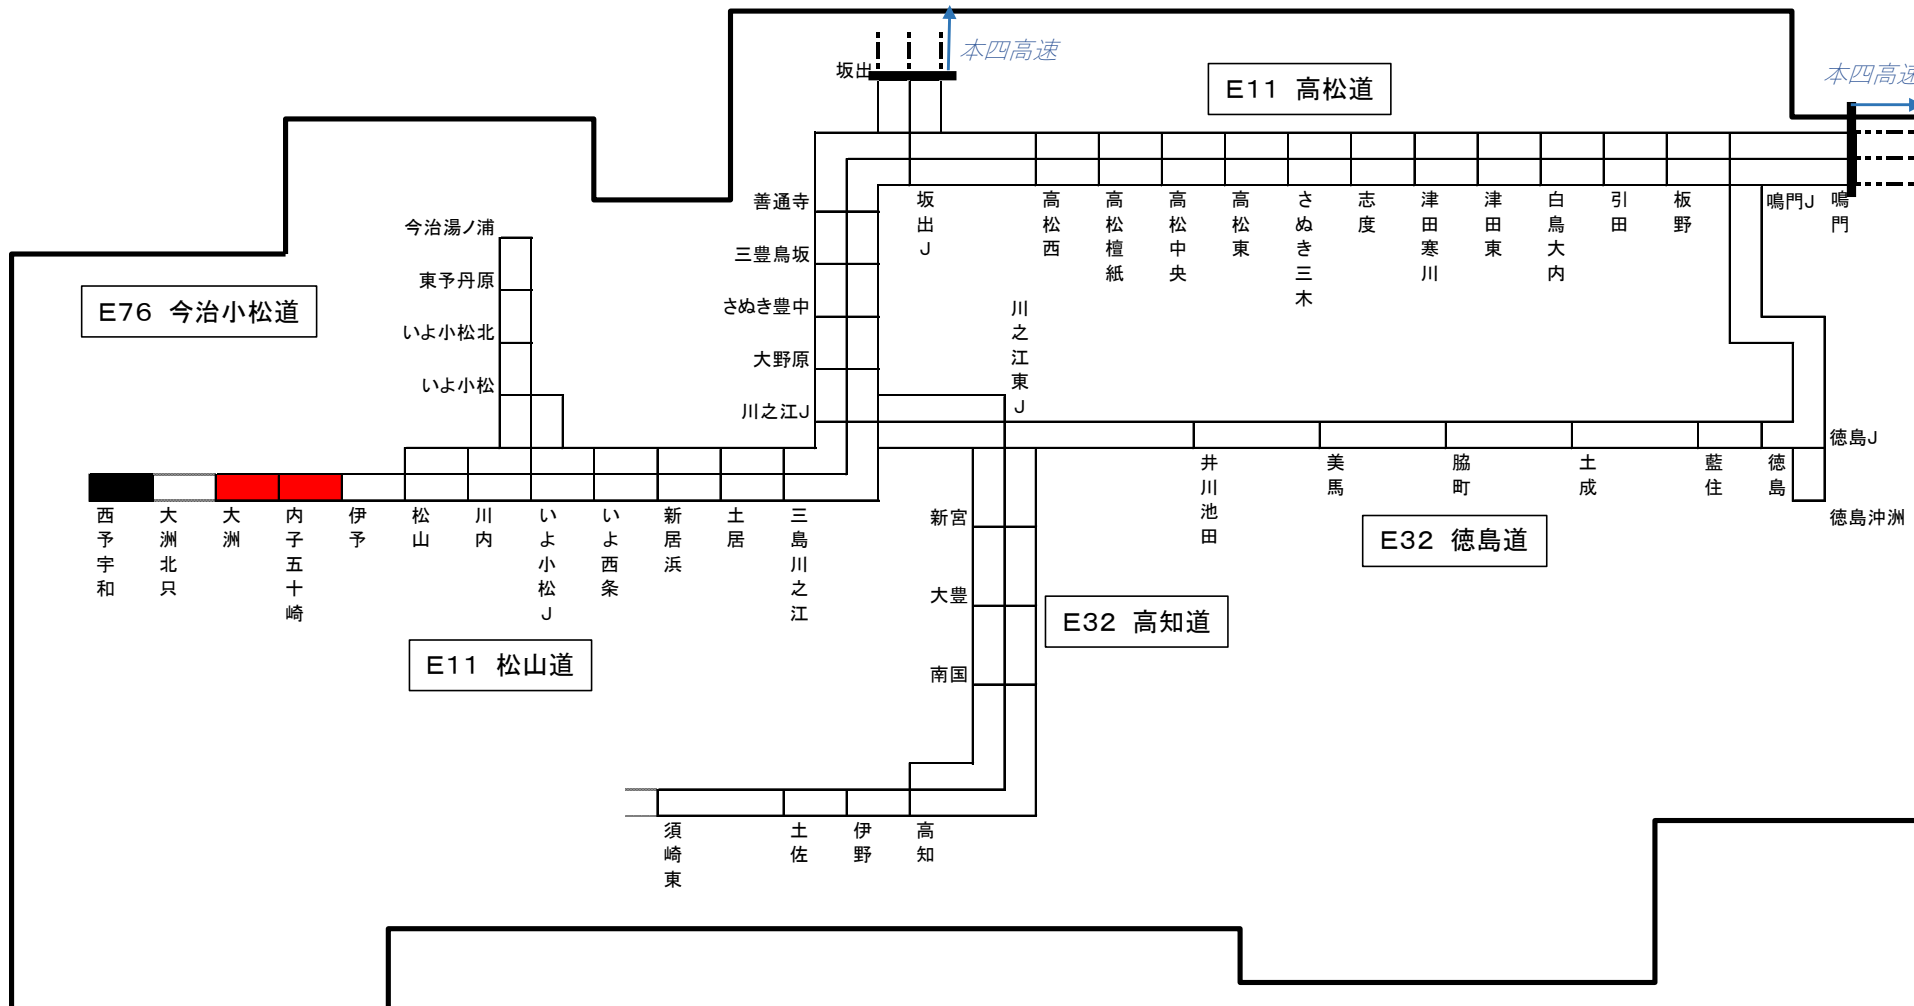 本四高速
坂出
E11 高松道
本四高速
善通寺
三豊鳥坂
さぬき豊中
大野原
川之江J
坂出J
高松西
高松檀紙
高松中央
高松東
さぬき三木
志度
津田寒川
津田東
白鳥大内
引田
板野
鳴門J
鳴門
今治湯ノ浦
東予丹原
いよ小松北
いよ小松
E76 今治小松道
川之江東J
徳島J
徳島沖洲
井川池田
美馬
脇町
土成
藍住
徳島
E32 徳島道
西予宇和
大洲北只
大洲
内子五十崎
伊予
松山
川内
いよ小松J
いよ西条
新居浜
土居
三島川之江
E11 松山道
新宮
大豊
南国
E32 高知道
須崎東
土佐
伊野
高知